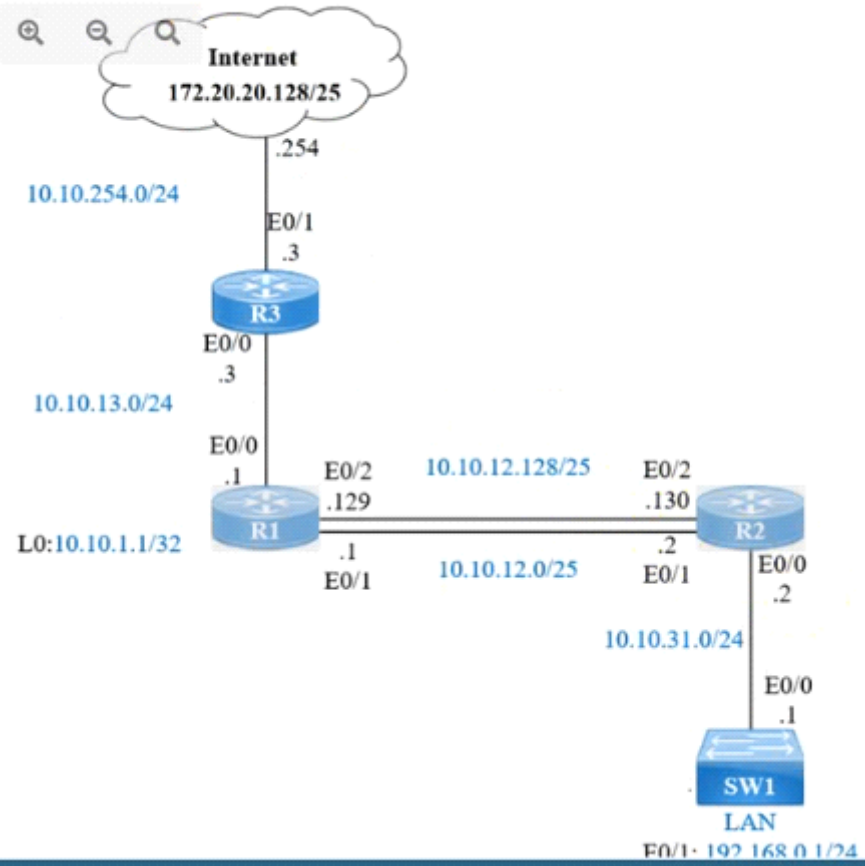 Internet
172.20.20.128/25
.254
10.10.254.0/24
E0/1
.3
R3
E0/0
.3
10.10.13.0/24
E0/0
.1
E0/2
10.10.12.128/25
E0/2
.129
.130
R1
R2
L0:10.10.1.1/32
.1
.2
E0/1
10.10.12.0/25
E0/1
E0/0
.2
10.10.31.0/24
E0/0
.1
SW1
LAN
E0/1: 192.168.0.1/24